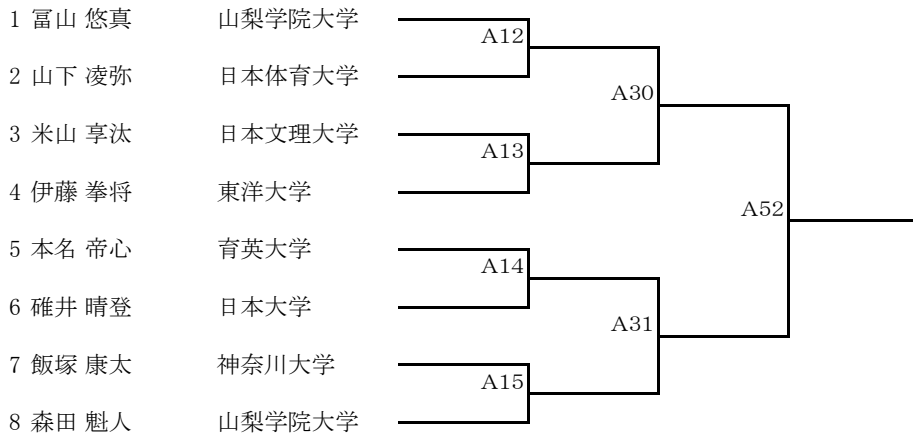 1 冨山 悠真 山梨学院大学
A12
2 山下 凌弥 日本体育大学
A30
3 米山 享汰 日本文理大学
A13
4 伊藤 拳将 東洋大学
A52
5 本名 帝心 育英大学
A14
6 碓井 晴登 日本大学
A31
7 飯塚 康太 神奈川大学
A15
8 森田 魁人 山梨学院大学